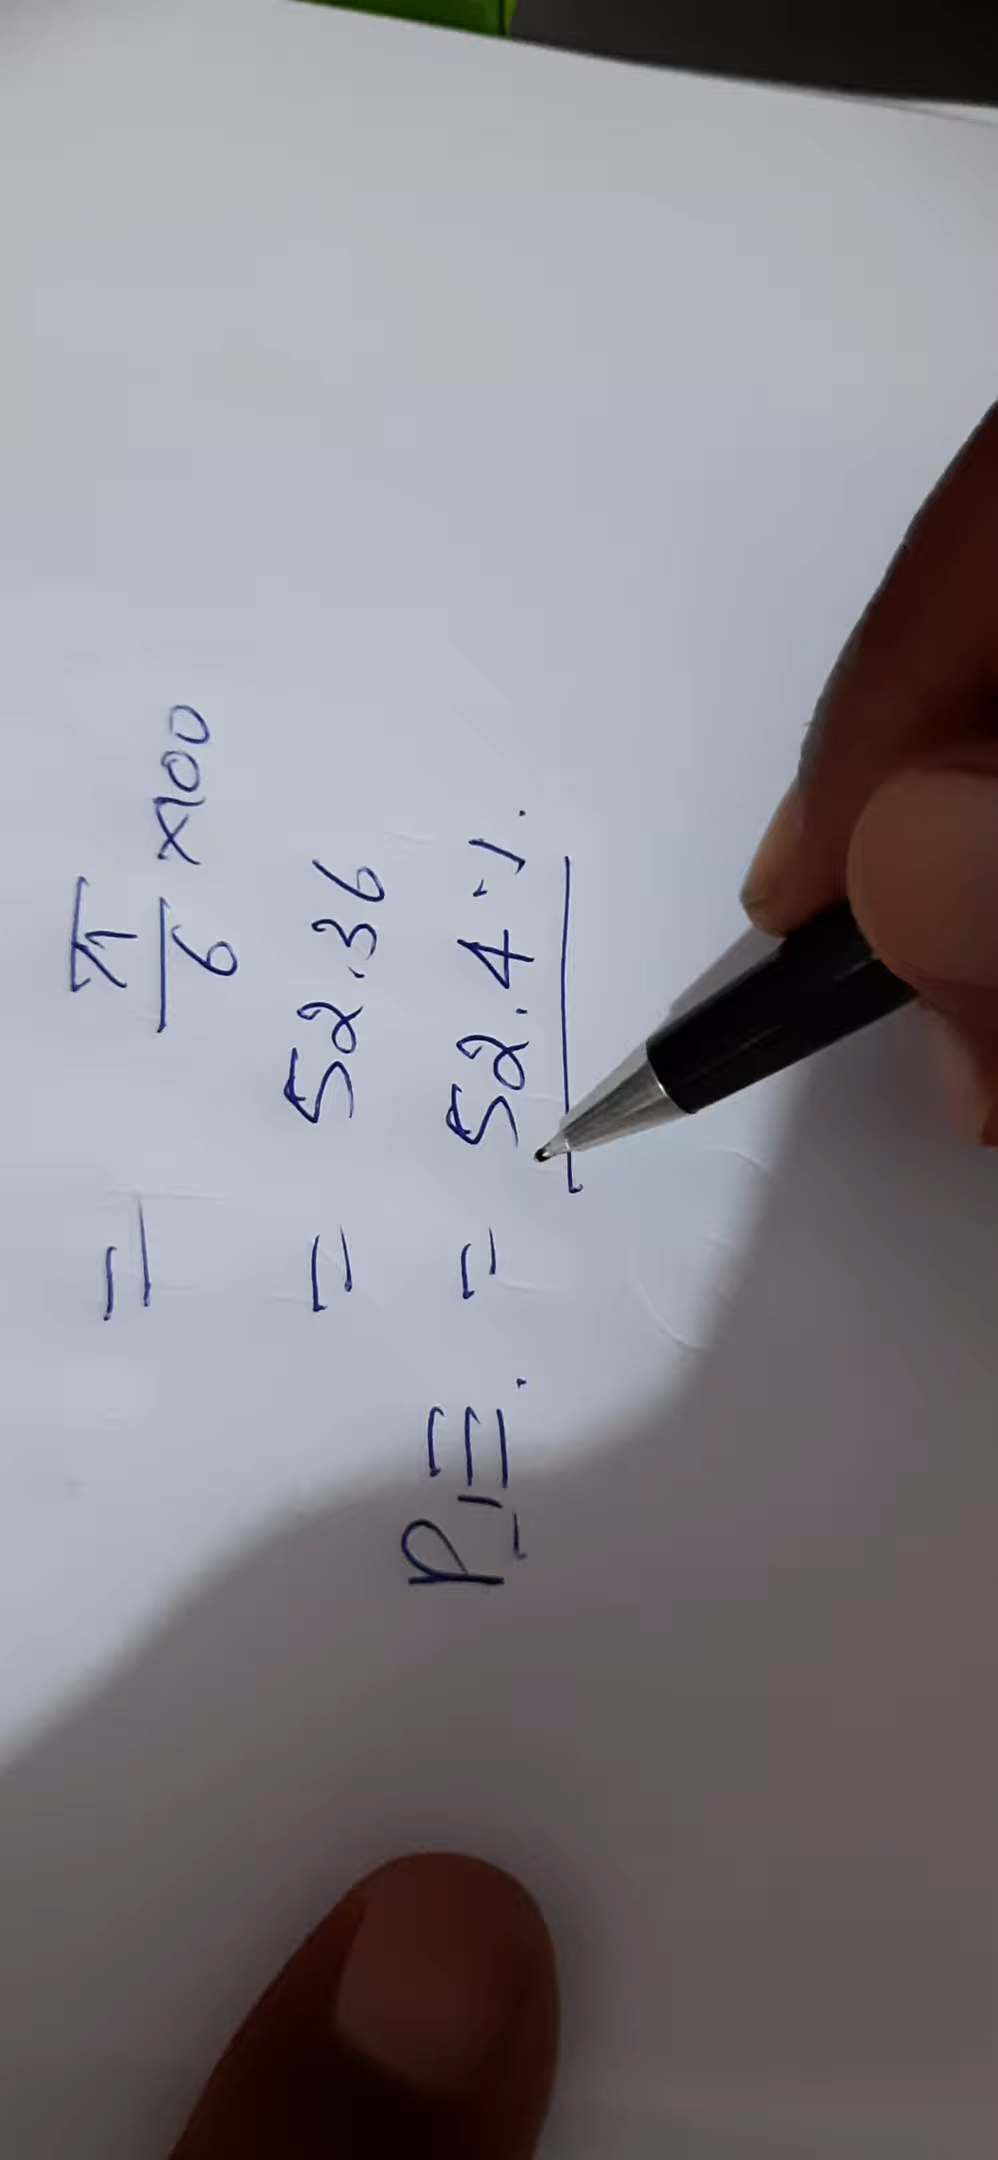 = π/6 ×100
= 52.36
P.E. = 52.4 %